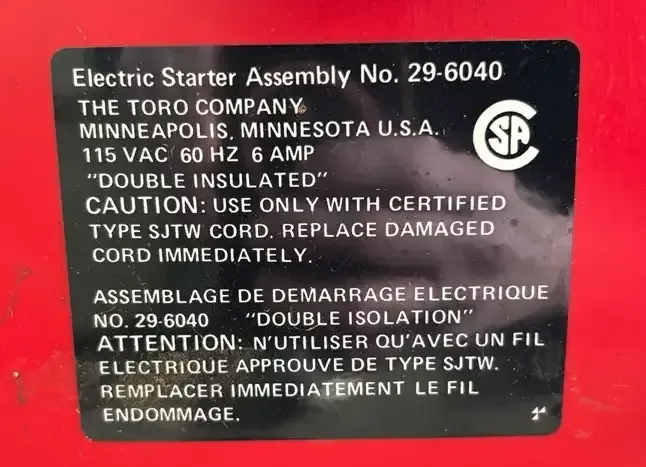 Electric Starter Assembly No. 29-6040
THE TORO COMPANY
MINNEAPOLIS, MINNESOTA U.S.A.
115 VAC 60 HZ 6 AMP
"DOUBLE INSULATED"
CAUTION: USE ONLY WITH CERTIFIED
TYPE SJTW CORD. REPLACE DAMAGED
CORD IMMEDIATELY.
CSA
ASSEMBLAGE DE DEMARRAGE ELECTRIQUE
NO. 29-6040 "DOUBLE ISOLATION"
ATTENTION: N'UTILISER QU'AVEC UN FIL
ELECTRIQUE APPROUVE DE TYPE SJTW.
REMPLACER IMMEDIATEMENT LE FIL
ENDOMMAGE.